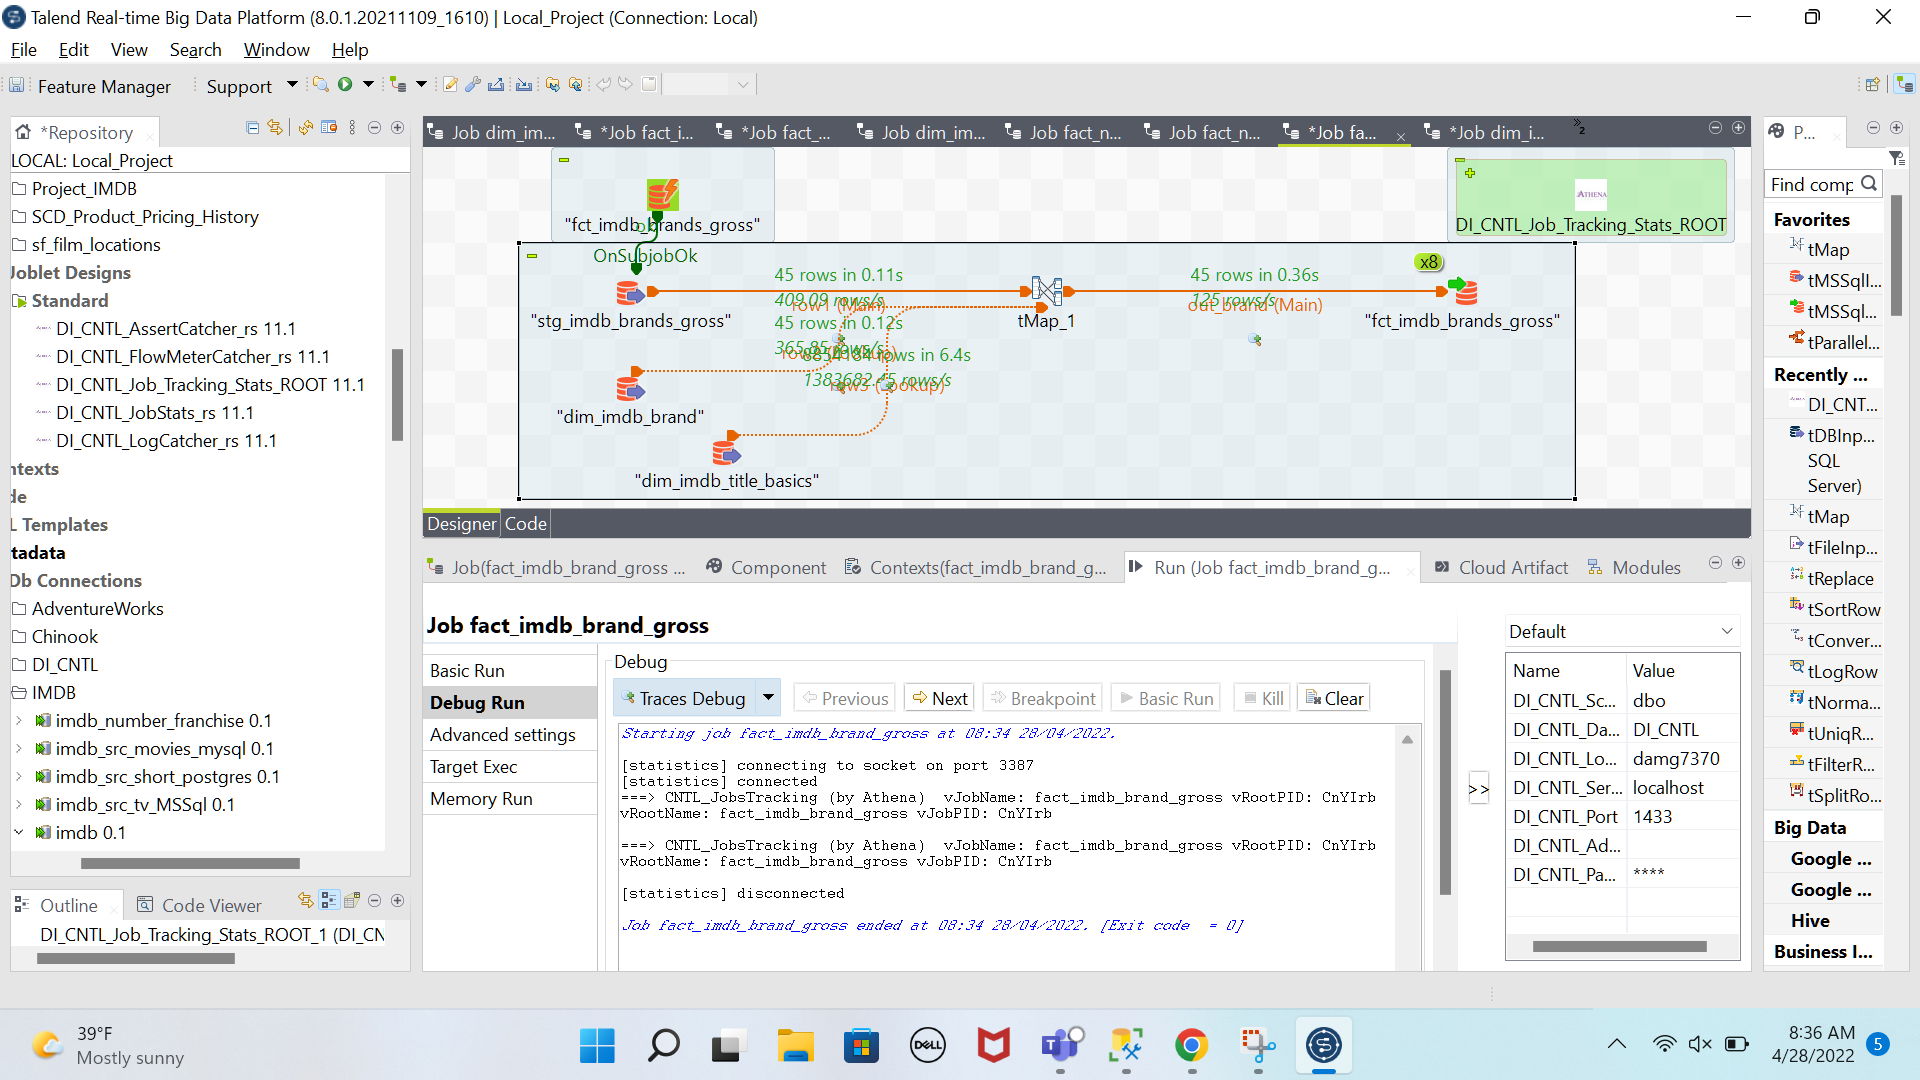 Talend Real-time Big Data Platform (8.0.1.20211109_1610) | Local_Project (Connection: Local)
File Edit View Search Window Help
Feature Manager Support
*Repository
LOCAL: Local_Project
Project_IMDB
SCD_Product_Pricing_History
sf_film_locations
Joblet Designs
Standard
DI_CNTL_AssertCatcher_rs 11.1
DI_CNTL_FlowMeterCatcher_rs 11.1
DI_CNTL_Job_Tracking_Stats_ROOT 11.1
DI_CNTL_JobStats_rs 11.1
DI_CNTL_LogCatcher_rs 11.1
ntexts
de
L Templates
tadata
Db Connections
AdventureWorks
Chinook
DI_CNTL
IMDB
imdb_number_franchise 0.1
imdb_src_movies_mysql 0.1
imdb_src_short_postgres 0.1
imdb_src_tv_MSSql 0.1
imdb 0.1
Outline Code Viewer
DI_CNTL_Job_Tracking_Stats_ROOT_1 (DI_CN
Job dim_im... *Job fact_i... *Job fact_... Job dim_im... Job fact_n... Job fact_n... *Job fa... *Job dim_i... 2
"fct_imdb_brands_gross"
ok
OnSubjobOk
ATHENA
DI_CNTL_Job_Tracking_Stats_ROOT
45 rows in 0.11s
409.09 rows/s
row1 (Main)
45 rows in 0.12s
365.85 rows/s
rows in 6.4s
rows/s
row3 (Lookup)
45 rows in 0.36s
125 rows/s
out_brand (Main)
x8
"stg_imdb_brands_gross"
tMap_1
"fct_imdb_brands_gross"
"dim_imdb_brand"
"dim_imdb_title_basics"
Designer Code
Job(fact_imdb_brand_gross ... Component Contexts(fact_imdb_brand_g... Run (Job fact_imdb_brand_g... Cloud Artifact Modules
Job fact_imdb_brand_gross
Basic Run
Debug Run
Advanced settings
Target Exec
Memory Run
Debug
Traces Debug Previous Next Breakpoint Basic Run Kill Clear
Starting job fact_imdb_brand_gross at 08:34 28/04/2022.
[statistics] connecting to socket on port 3387
[statistics] connected
===> CNTL_JobsTracking (by Athena) vJobName: fact_imdb_brand_gross vRootPID: CnYIrb
vRootName: fact_imdb_brand_gross vJobPID: CnYIrb
===> CNTL_JobsTracking (by Athena) vJobName: fact_imdb_brand_gross vRootPID: CnYIrb
vRootName: fact_imdb_brand_gross vJobPID: CnYIrb
[statistics] disconnected
Job fact_imdb_brand_gross ended at 08:34 28/04/2022. [Exit code = 0]
>>
Default
Name Value
DI_CNTL_Sc... dbo
DI_CNTL_Da... DI_CNTL
DI_CNTL_Lo... damg7370
DI_CNTL_Ser... localhost
DI_CNTL_Port 1433
DI_CNTL_Ad...
DI_CNTL_Pa... ****
P...
Find comp
Favorites
tMap
tMSSqlI...
tMSSql...
tParallel...
Recently ...
DI_CNT...
tDBInp...
SQL
Server)
tMap
tFileInp...
tReplace
tSortRow
tConver...
tLogRow
tNorma...
tUniqR...
tFilterR...
tSplitRo...
Big Data
Google ...
Google ...
Hive
Business I...
39°F
Mostly sunny
DELL
8:36 AM
4/28/2022
5